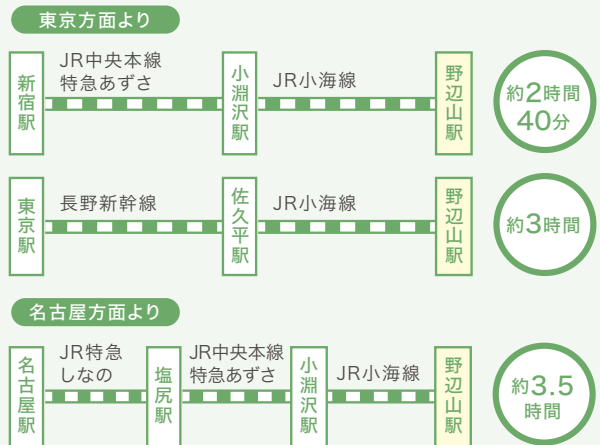 東京方面より
JR中央本線
特急あずさ
新宿駅
小淵沢駅
JR小海線
野辺山駅
約2時間
40分
長野新幹線
東京駅
佐久平駅
JR小海線
野辺山駅
約3時間
名古屋方面より
JR特急
しなの
名古屋駅
塩尻駅
JR中央本線
特急あずさ
小淵沢駅
JR小海線
野辺山駅
約3.5
時間